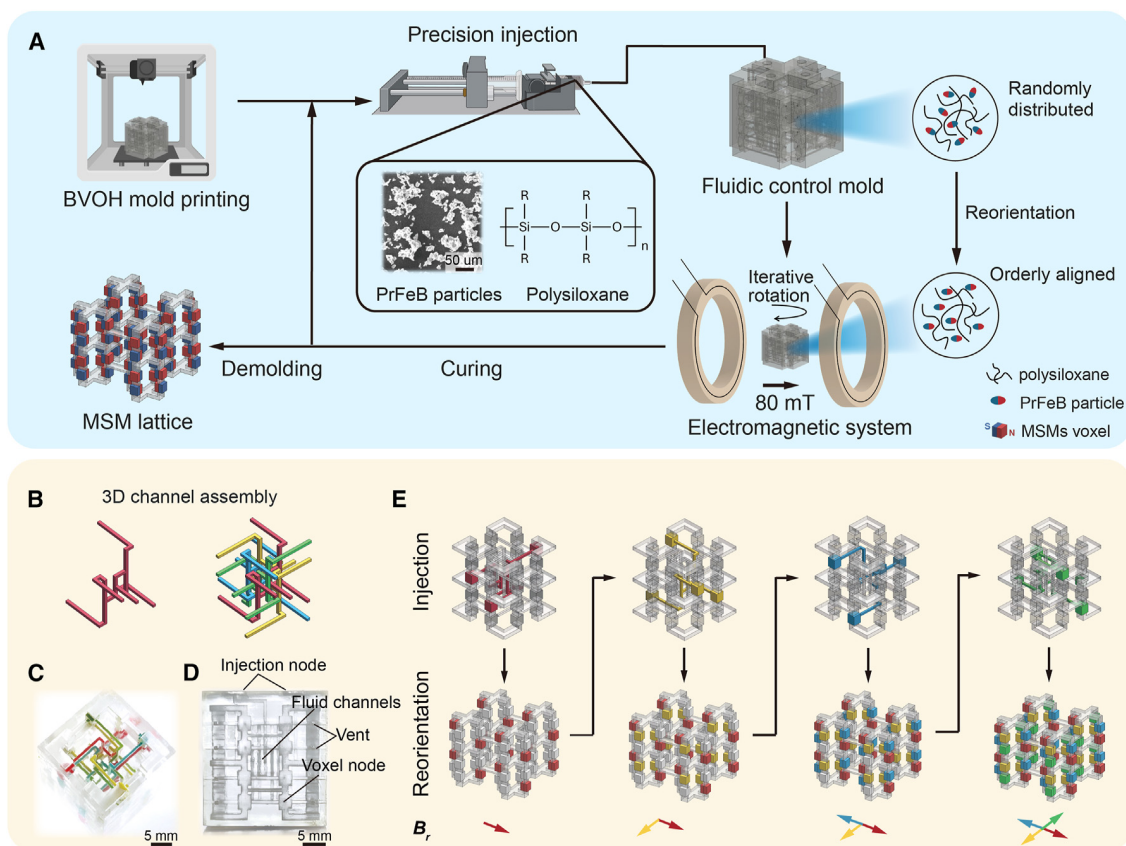 A
Precision injection
BVOH mold printing
R R
Si O Si O
n
R R
50 um
PrFeB particles
Polysiloxane
Fluidic control mold
Randomly
distributed
Reorientation
Orderly aligned
Iterative
rotation
80 mT
Electromagnetic system
Curing
Demolding
MSM lattice
polysiloxane
PrFeB particle
S N MSMs voxel
B
3D channel assembly
C
5 mm
D
Injection node
Fluid channels
Vent
Voxel node
5 mm
E
Injection
Reorientation
Br